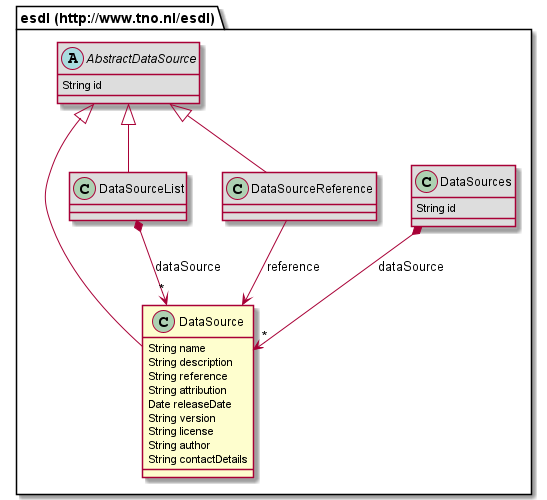 esdl (http://www.tno.nl/esdl)
A AbstractDataSource
String id
C DataSourceList
C DataSourceReference
C DataSources
String id
dataSource
reference
dataSource
*
*
C DataSource
String name
String description
String reference
String attribution
Date releaseDate
String version
String license
String author
String contactDetails